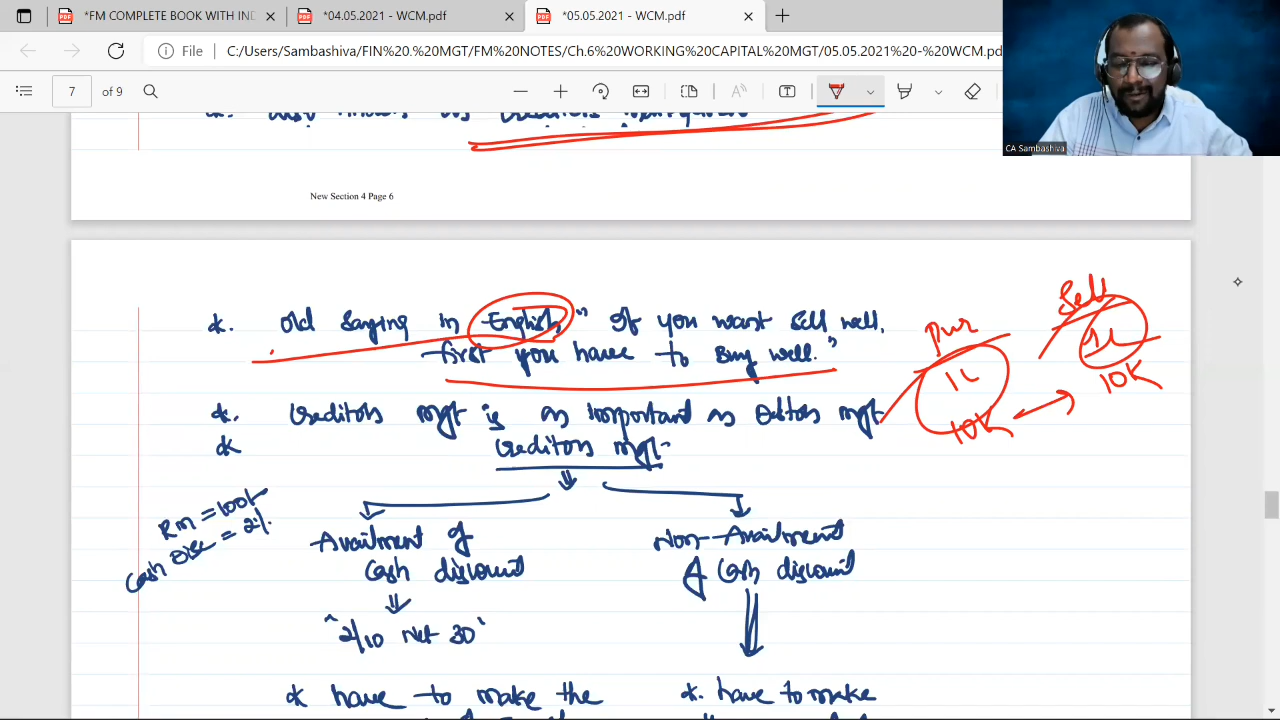 *FM COMPLETE BOOK WITH IND
*04.05.2021 - WCM.pdf
*05.05.2021 - WCM.pdf
File
C:/Users/Sambashiva/FIN%20.%20MGT/FM%20NOTES/Ch.6%20WORKING%20CAPITAL%20MGT/05.05.2021%20-%20WCM.pd
7 of 9
CA Sambashiva
New Section 4 Page 6
*. Old Saying in English " If you want Sell well,
first you have to Buy well."
Pur
1L
10K
Sell
1L
10K
*. Creditors mgt is as important as Debtors mgt
* Creditors mgt
RM = 100/-
Cash Disc = 2%
Availment of
Cash discount
Non-Availment
of Cash discount
"2/10 Net 30"
* have to make the
*. have to make